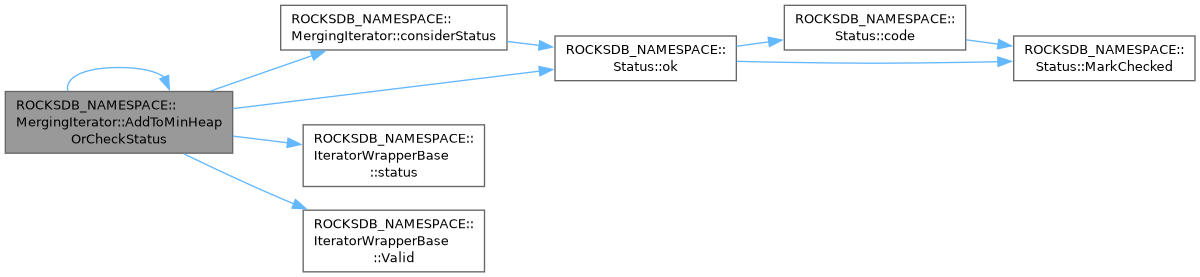 ROCKSDB_NAMESPACE::
MergingIterator::AddToMinHeap
OrCheckStatus
ROCKSDB_NAMESPACE::
MergingIterator::considerStatus
ROCKSDB_NAMESPACE::
Status::ok
ROCKSDB_NAMESPACE::
Status::code
ROCKSDB_NAMESPACE::
Status::MarkChecked
ROCKSDB_NAMESPACE::
IteratorWrapperBase
::status
ROCKSDB_NAMESPACE::
IteratorWrapperBase
::Valid